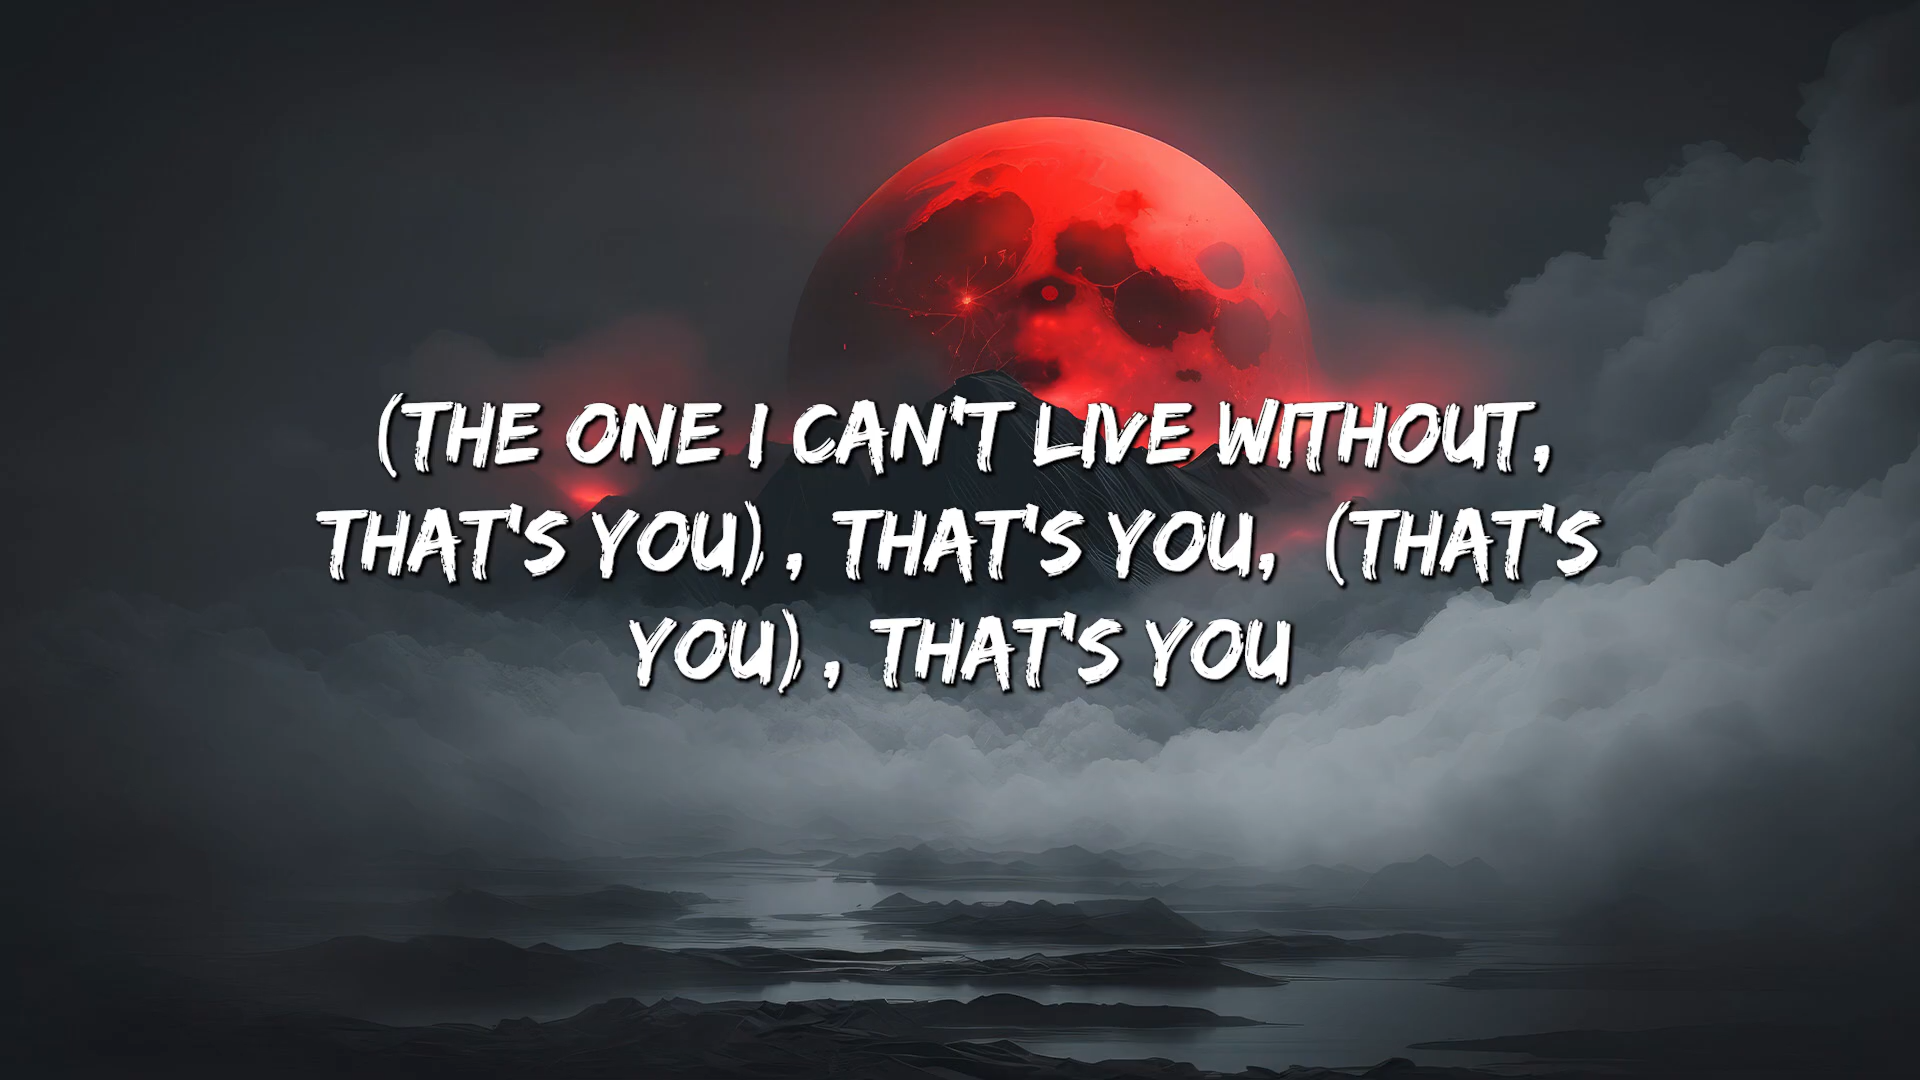 (THE ONE I CAN'T LIVE WITHOUT,
THAT'S YOU), THAT'S YOU, (THAT'S
YOU), THAT'S YOU